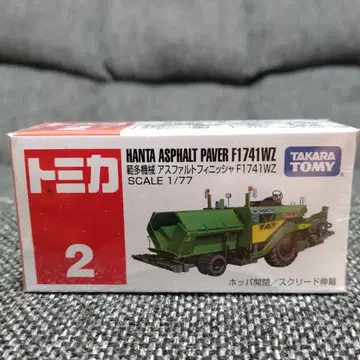 トミカ
2
HANTA ASPHALT PAVER F1741WZ
範多機械 アスファルトフィニッシャ F1741WZ
SCALE 1/77
TAKARA
TOMY
ホッパ開閉/スクリード伸縮